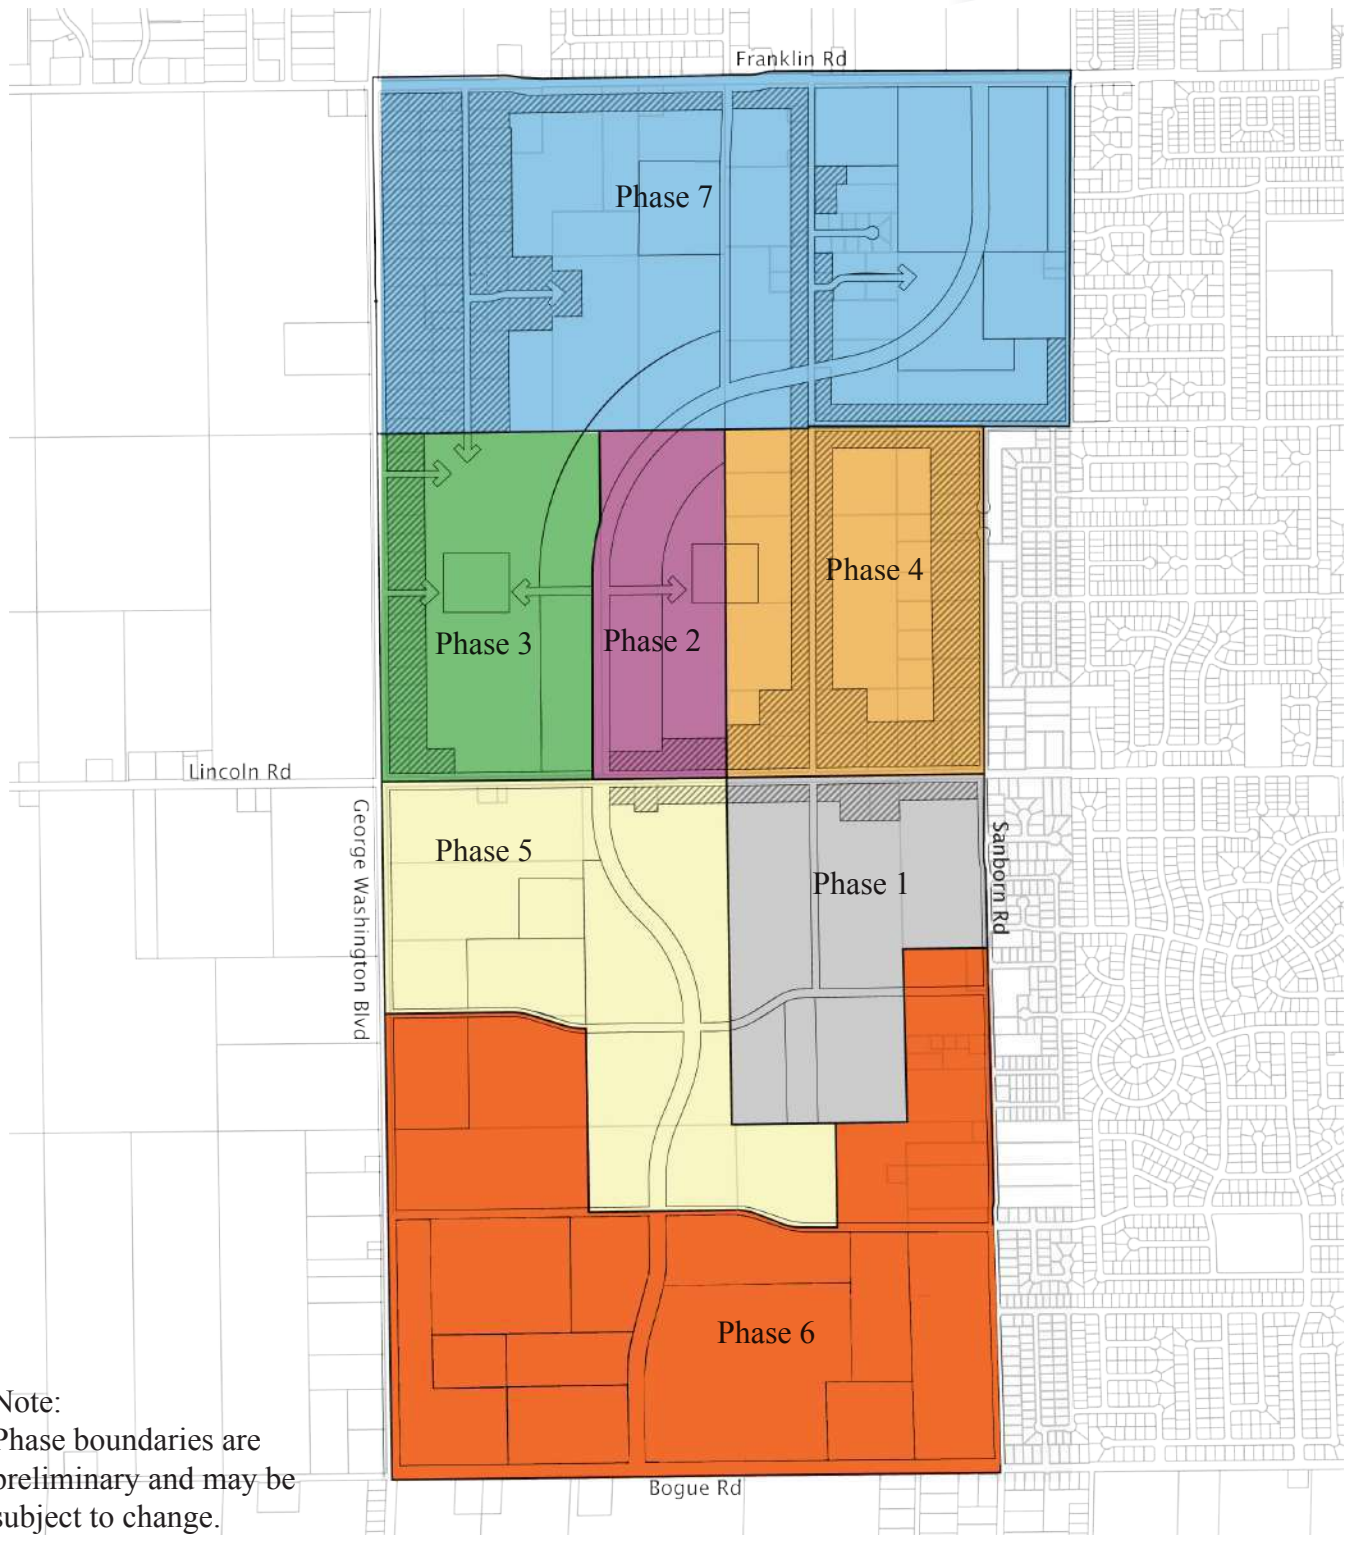 Franklin Rd
Phase 7
Phase 4
Phase 3
Phase 2
Lincoln Rd
George Washington Blvd
Phase 5
Phase 1
Sanborn Rd
Phase 6
Note:
Phase boundaries are
preliminary and may be
subject to change.
Bogue Rd